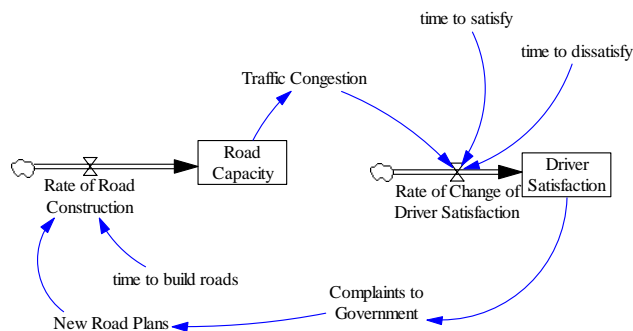 time to satisfy
time to dissatisfy
Traffic Congestion
Road
Capacity
Driver
Satisfaction
Rate of Road
Construction
Rate of Change of
Driver Satisfaction
time to build roads
Complaints to
Government
New Road Plans